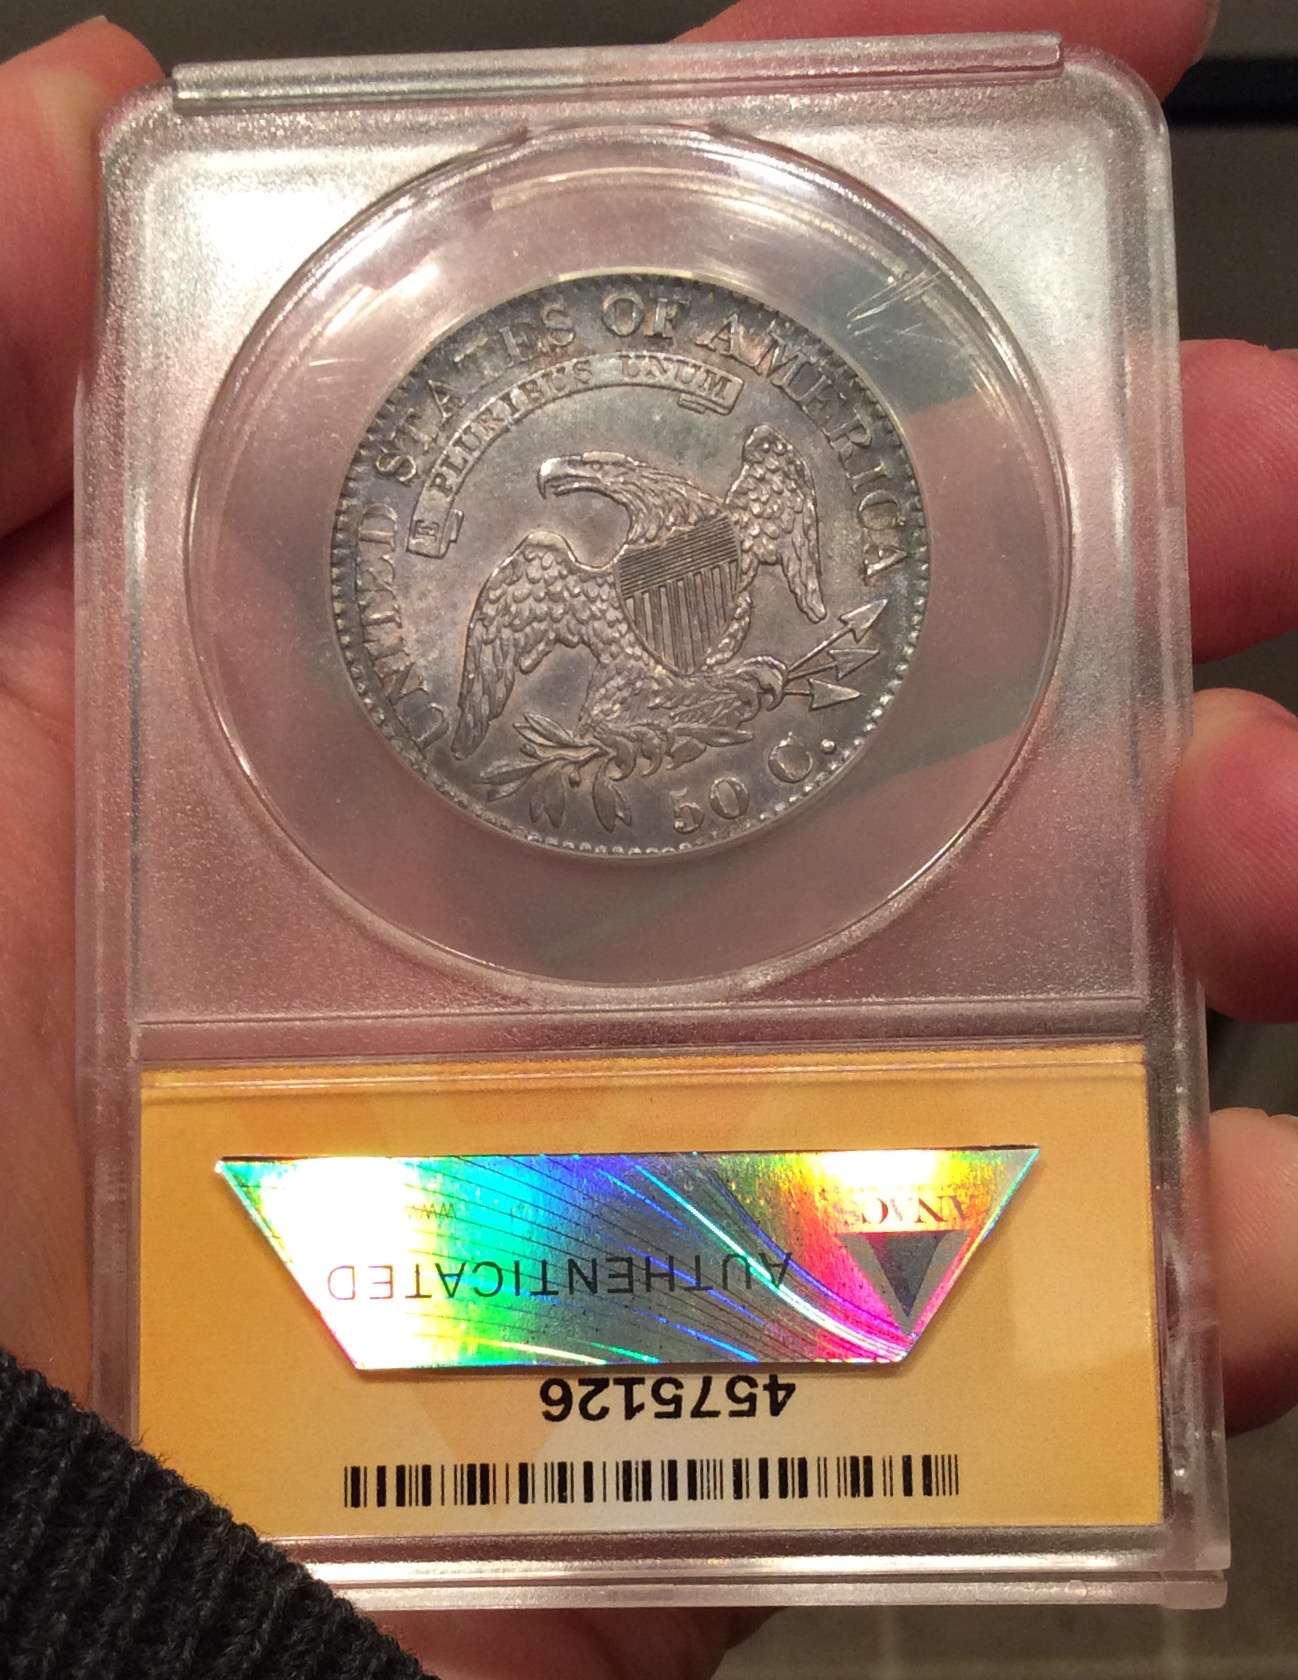 UNITED STATES OF AMERICA
E PLURIBUS UNUM
50 C.
ANACS
AUTHENTICATED
4575126